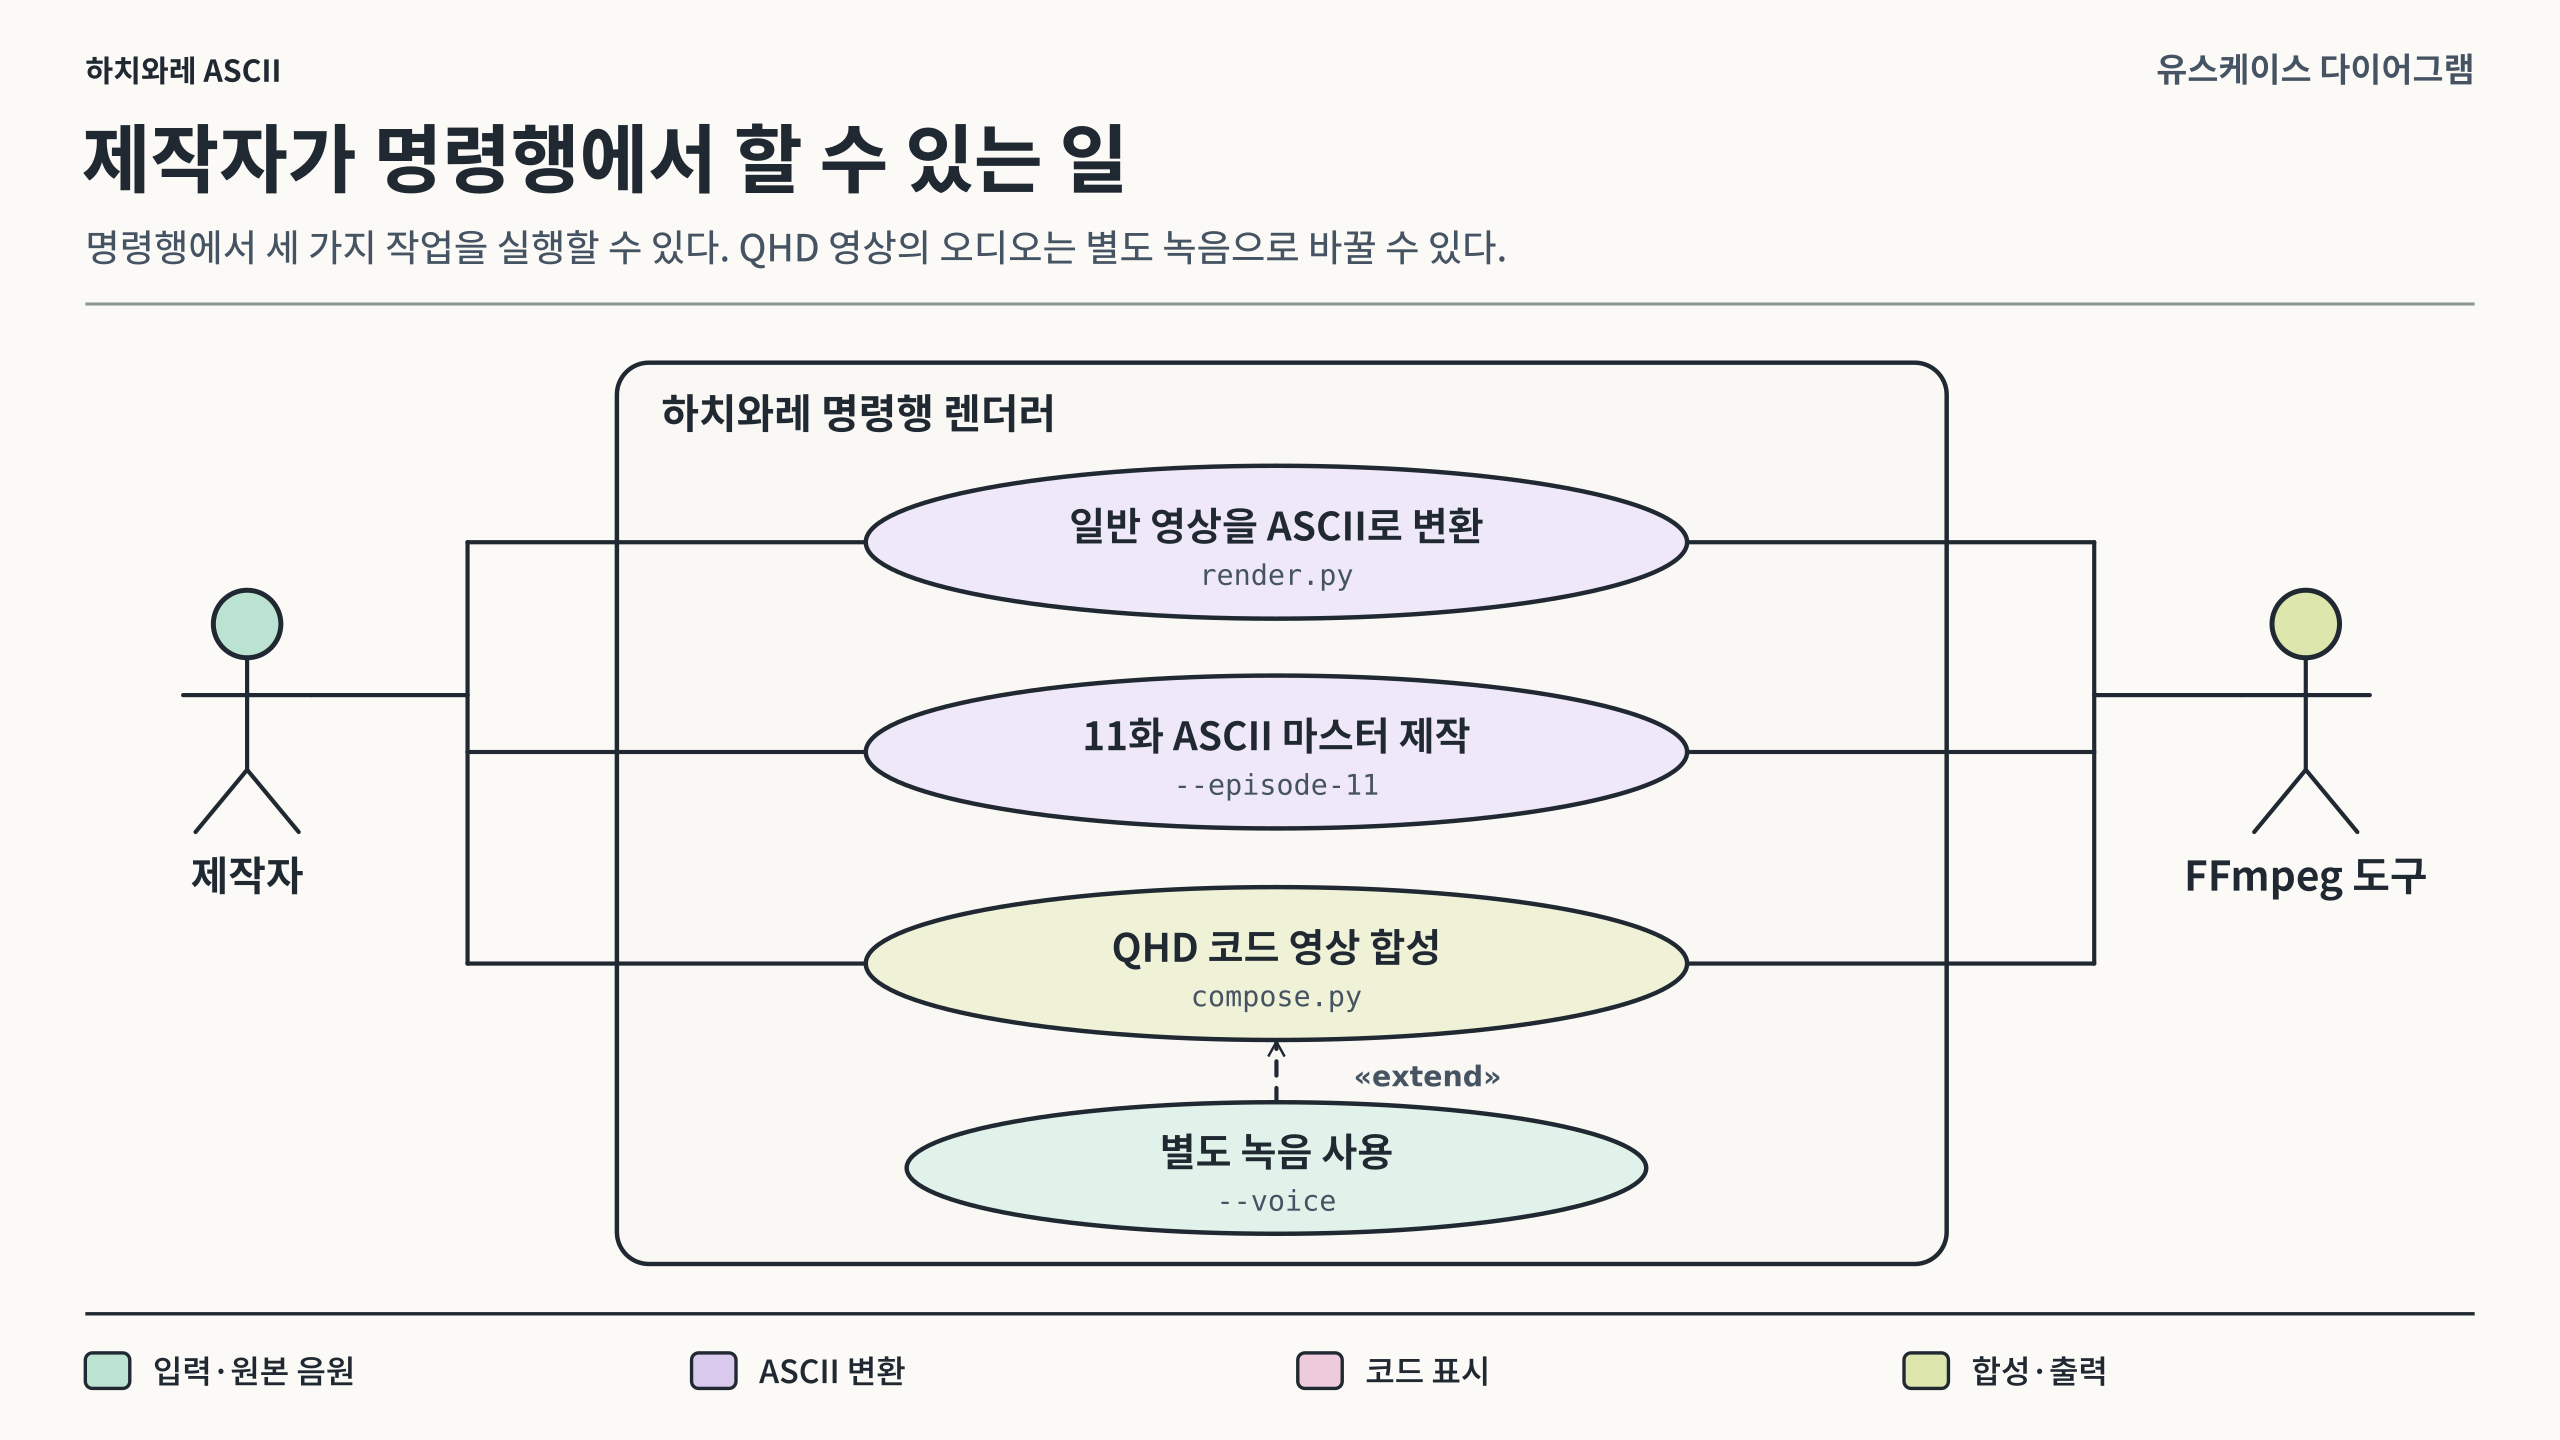 하치와레 ASCII
유스케이스 다이어그램
제작자가 명령행에서 할 수 있는 일
명령행에서 세 가지 작업을 실행할 수 있다. QHD 영상의 오디오는 별도 녹음으로 바꿀 수 있다.
하치와레 명령행 렌더러
일반 영상을 ASCII로 변환
render.py
11화 ASCII 마스터 제작
--episode-11
제작자
FFmpeg 도구
QHD 코드 영상 합성
compose.py
«extend»
별도 녹음 사용
--voice
입력·원본 음원
ASCII 변환
코드 표시
합성·출력